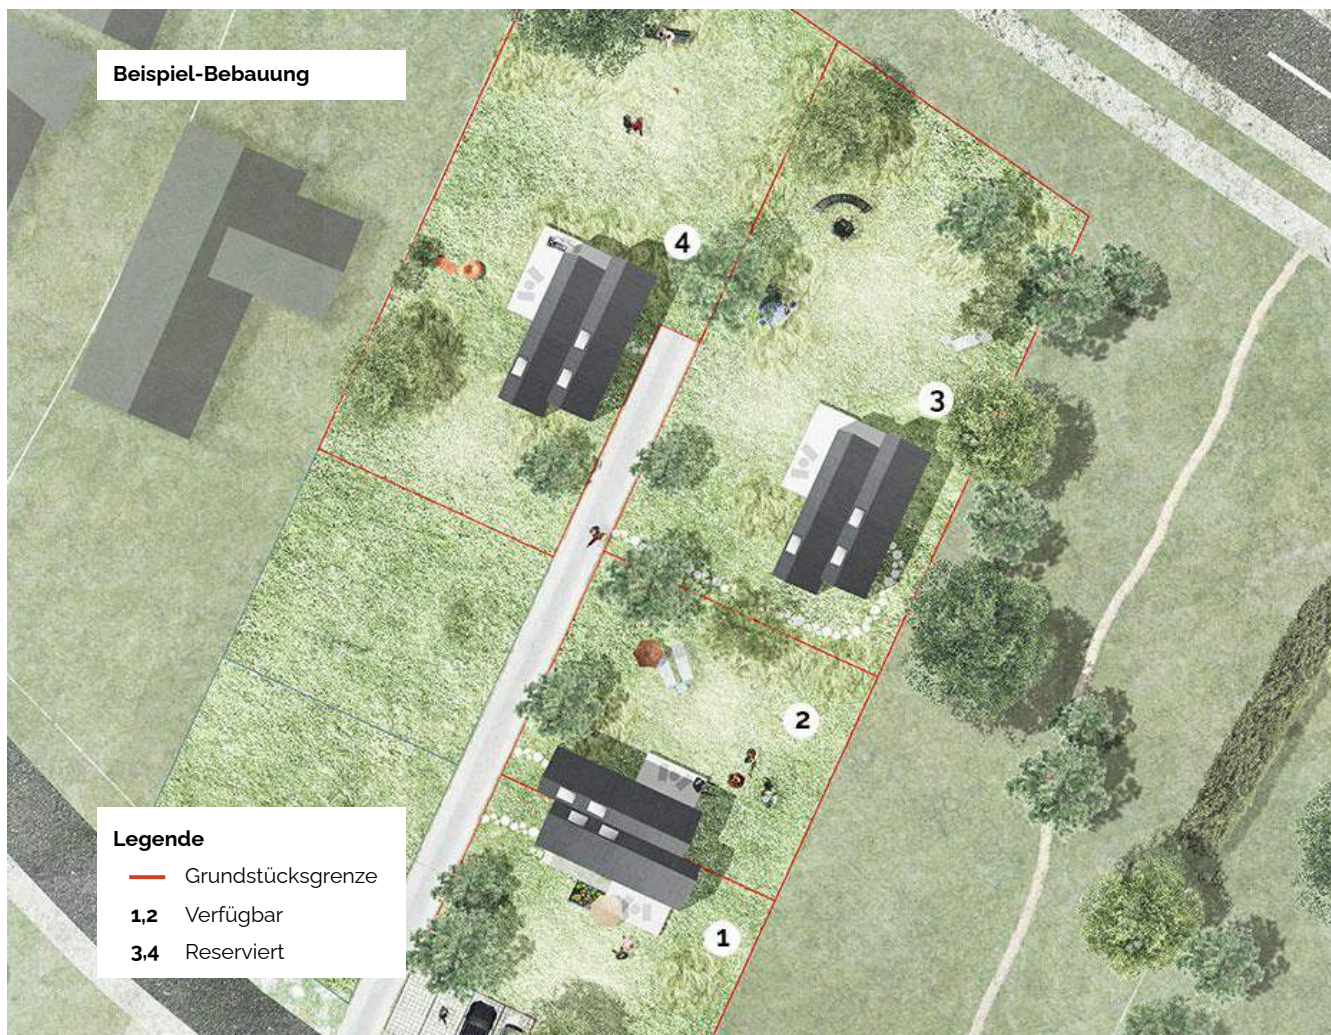 Beispiel-Bebauung
4
3
2
1
Legende
Grundstücksgrenze
1,2 Verfügbar
3,4 Reserviert